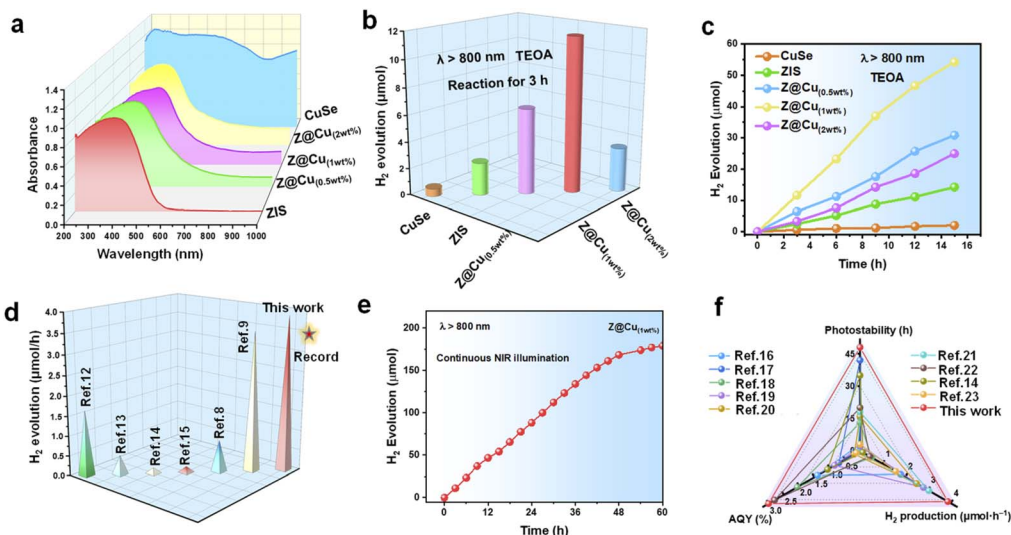 a
Absorbance
1.4
1.2
1.0
0.8
0.6
0.4
0.2
0.0
200 300 400 500 600 700 800 900 1000
Wavelength (nm)
CuSe
Z@Cu(2wt%)
Z@Cu(1wt%)
Z@Cu(0.5wt%)
ZIS
b
H2 evolution (μmol)
12
10
8
6
4
2
0
λ > 800 nm TEOA
Reaction for 3 h
CuSe
ZIS
Z@Cu(0.5wt%)
Z@Cu(1wt%)
Z@Cu(2wt%)
c
H2 Evolution (μmol)
60
50
40
30
20
10
0
CuSe
ZIS
Z@Cu(0.5wt%)
Z@Cu(1wt%)
Z@Cu(2wt%)
λ > 800 nm
TEOA
0 2 4 6 8 10 12 14 16
Time (h)
d
H2 evolution (μmol/h)
4.0
3.5
3.0
2.5
2.0
1.5
1.0
0.5
0.0
Ref.12
Ref.13
Ref.14
Ref.15
Ref.8
Ref.9
This work
Record
e
H2 Evolution (μmol)
200
150
100
50
0
λ > 800 nm
Z@Cu(1wt%)
Continuous NIR illumination
0 12 24 36 48 60
Time (h)
f
Photostability (h)
45
30
15
Ref.16
Ref.17
Ref.18
Ref.19
Ref.20
Ref.21
Ref.22
Ref.14
Ref.23
This work
0.5
1.0
1.5
2.0
2.5
3.0
1
2
3
4
AQY (%)
H2 production (μmol·h⁻¹)